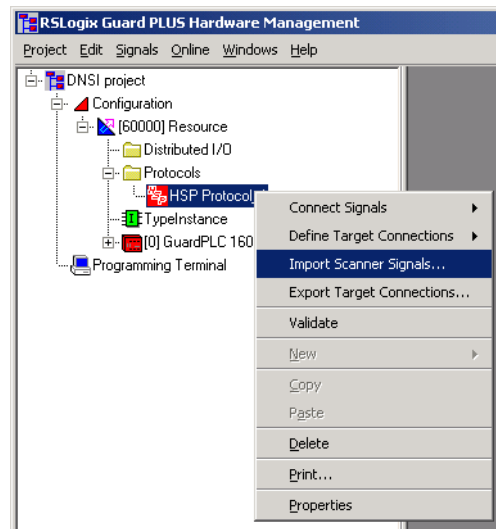 RSLogix Guard PLUS Hardware Management
Project Edit Signals Online Windows Help
DNSI project
Configuration
[60000] Resource
Distributed I/O
Protocols
HSP Protocol
TypeInstance
[0] GuardPLC 160
Programming Terminal
Connect Signals
Define Target Connections
Import Scanner Signals...
Export Target Connections...
Validate
New
Copy
Paste
Delete
Print...
Properties